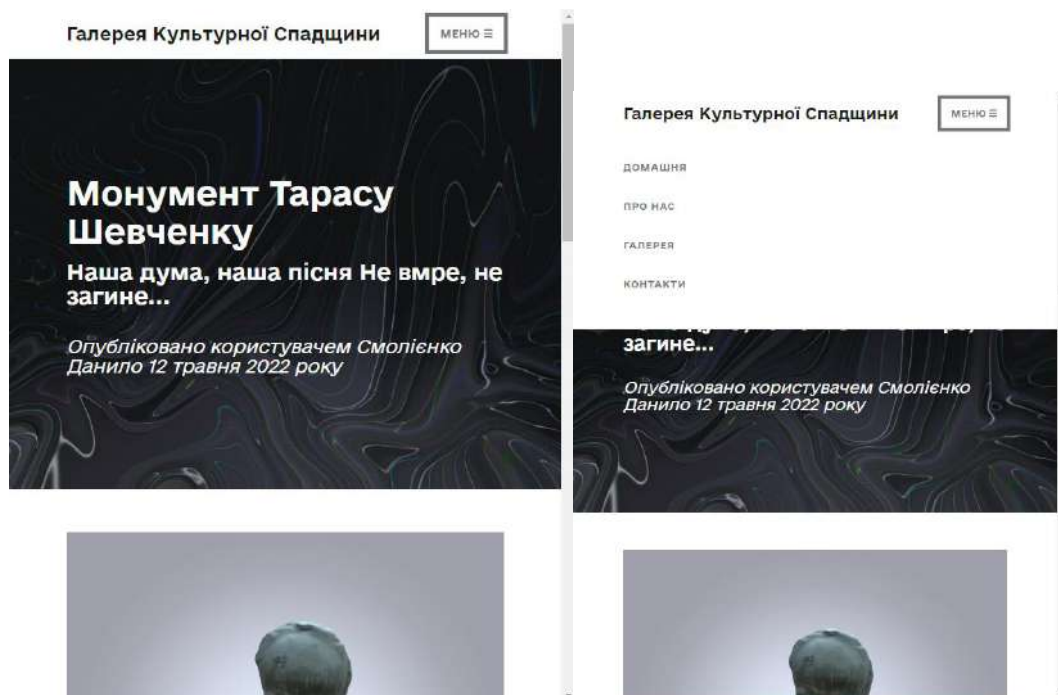 Галерея Культурної Спадщини
МЕНЮ ☰
Монумент Тарасу
Шевченку
Наша дума, наша пісня Не вмре, не
загине...
Опубліковано користувачем Смолієнко
Данило 12 травня 2022 року
Галерея Культурної Спадщини
МЕНЮ ☰
ДОМАШНЯ
ПРО НАС
ГАЛЕРЕЯ
КОНТАКТИ
загине...
Опубліковано користувачем Смолієнко
Данило 12 травня 2022 року